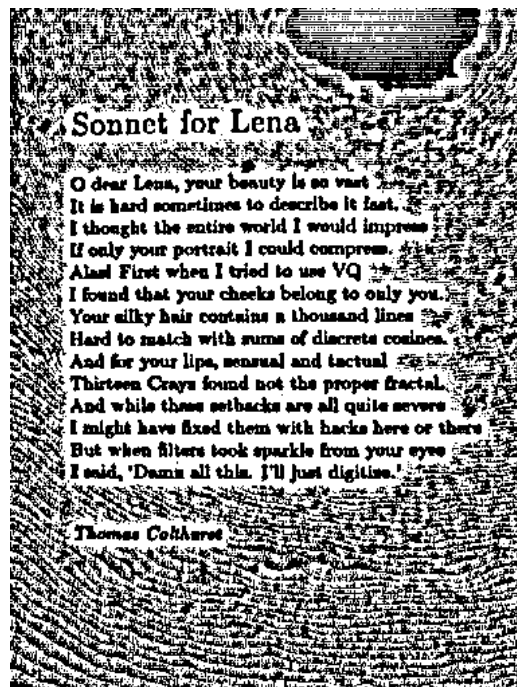 Sonnet for Lena
O dear Lena, your beauty is so vast
It is hard sometimes to describe it fast.
I thought the entire world I would impress
If only your portrait I could compress.
Alas! First when I tried to use VQ
I found that your cheeks belong to only you.
Your silky hair contains a thousand lines
Hard to match with sums of discrete cosines.
And for your lips, sensual and tactual
Thirteen Crays found not the proper fractal.
And while these setbacks are all quite severe
I might have fixed them with hacks here or there
But when filters took sparkle from your eyes
I said, 'Damn all this. I'll just digitize.'
Thomas Colthurst